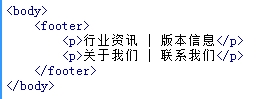 <body>
    <footer>
        <p>行业资讯 | 版本信息</p>
        <p>关于我们 | 联系我们</p>
    </footer>
</body>